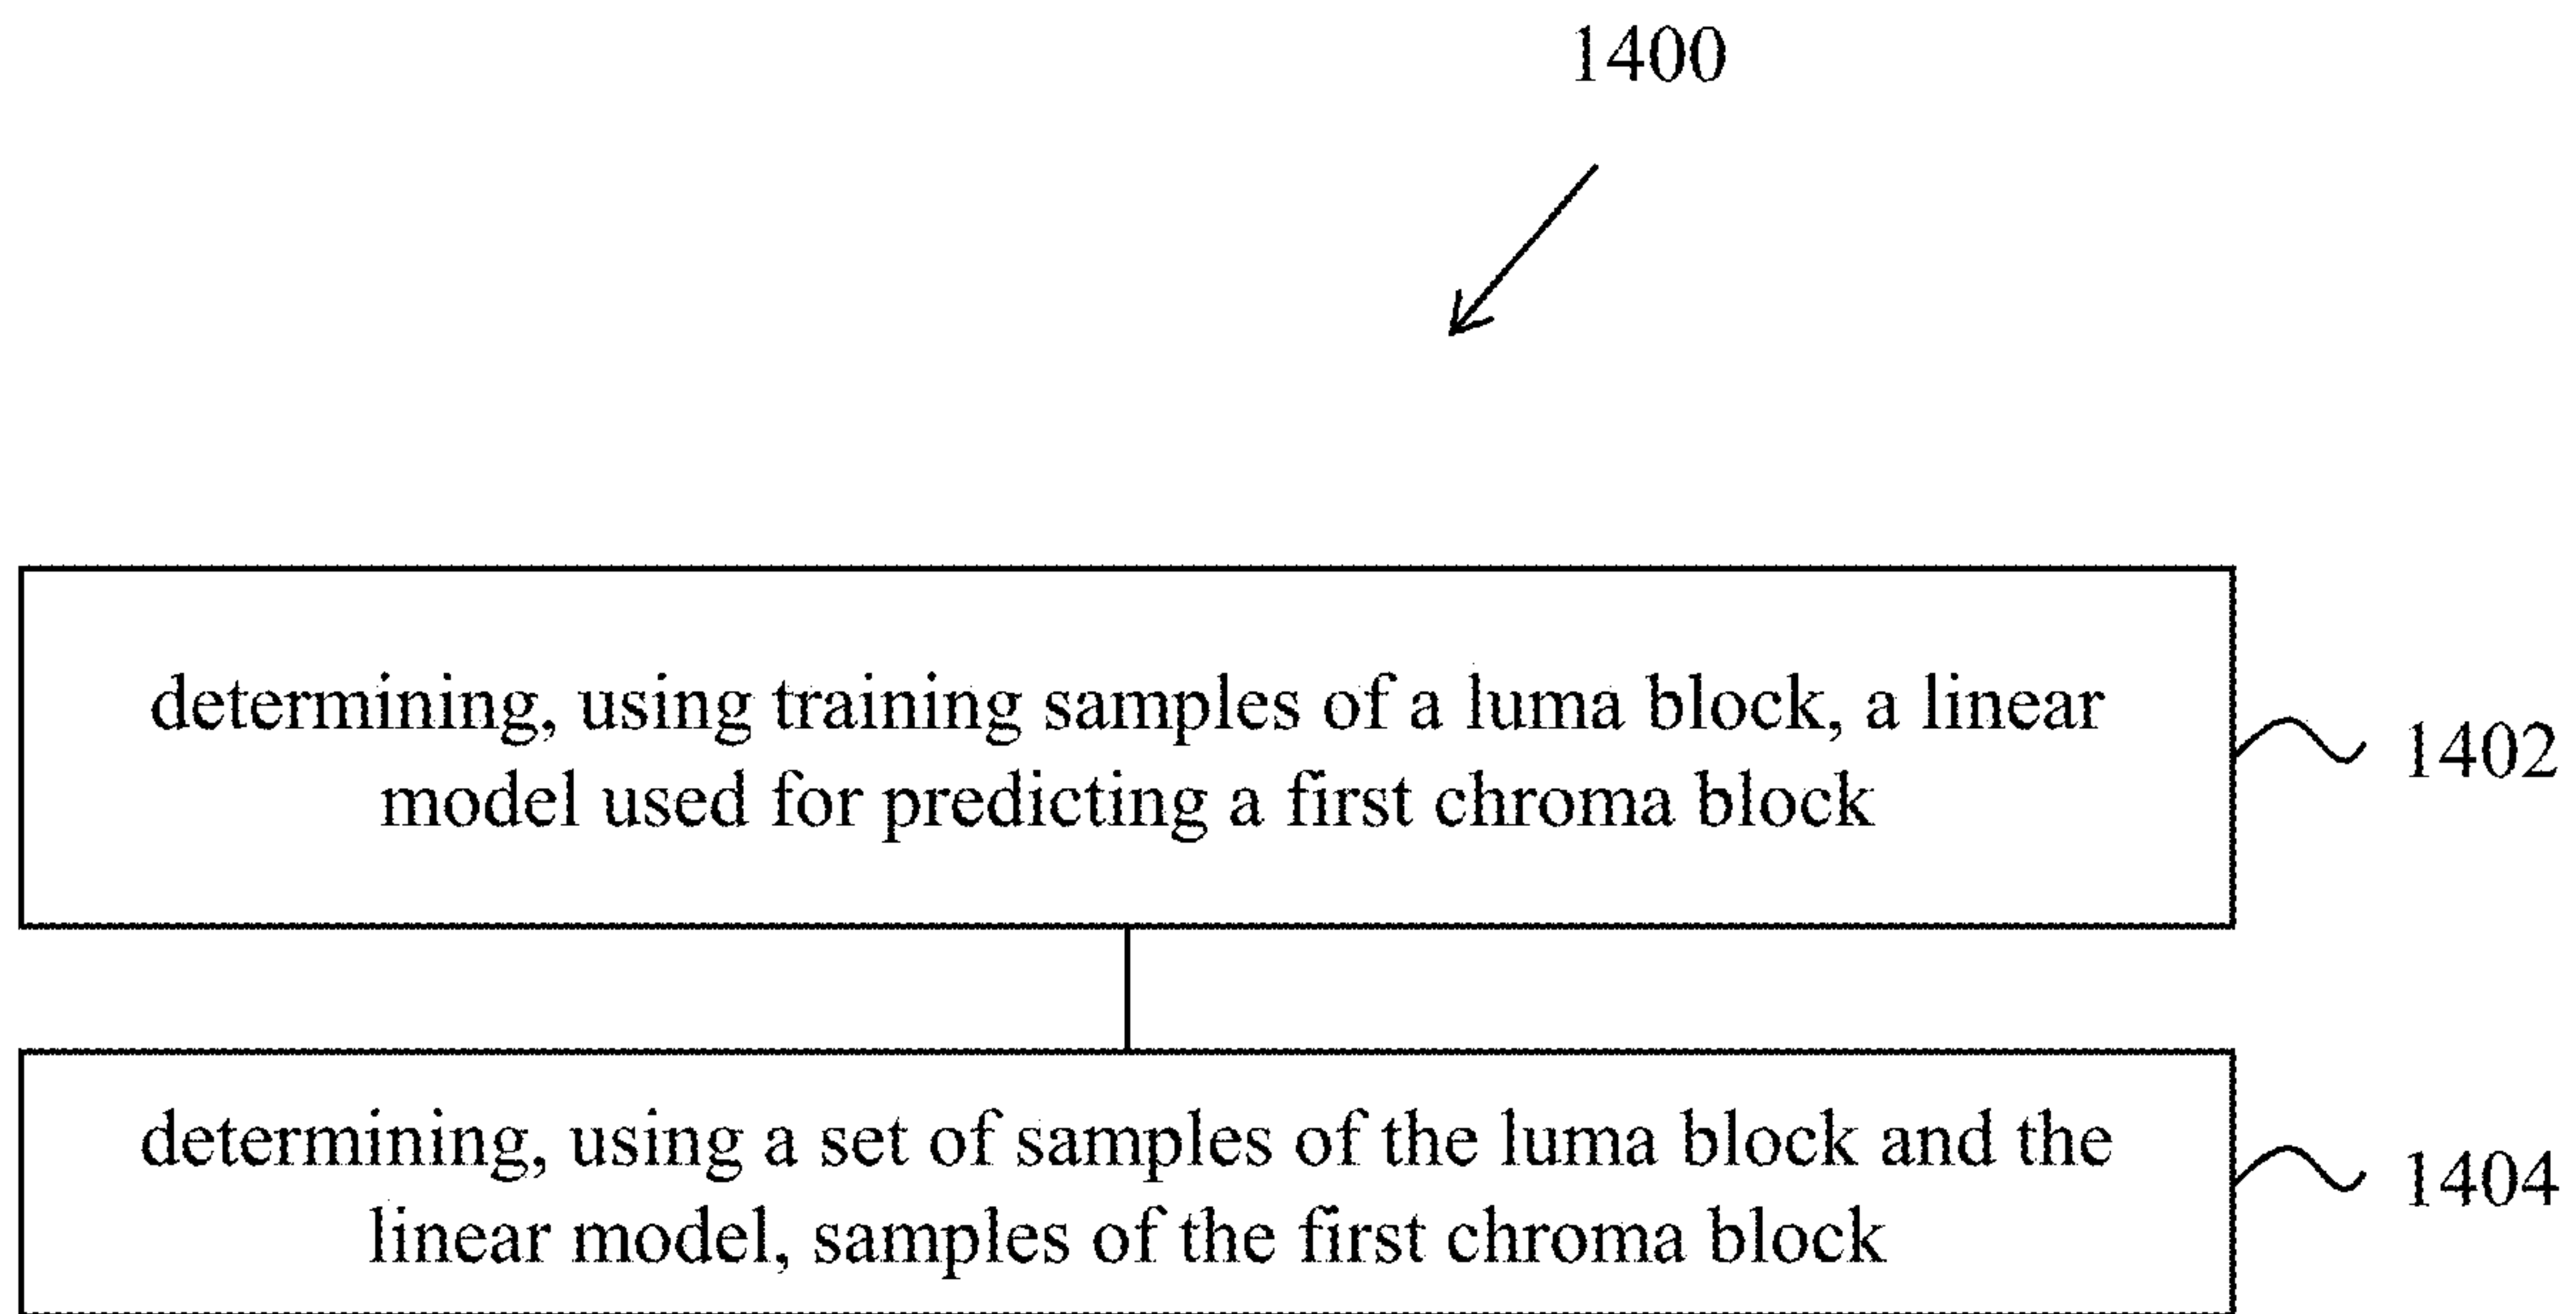 1400
determining, using training samples of a luma block, a linear
model used for predicting a first chroma block
1402
determining, using a set of samples of the luma block and the
linear model, samples of the first chroma block
1404